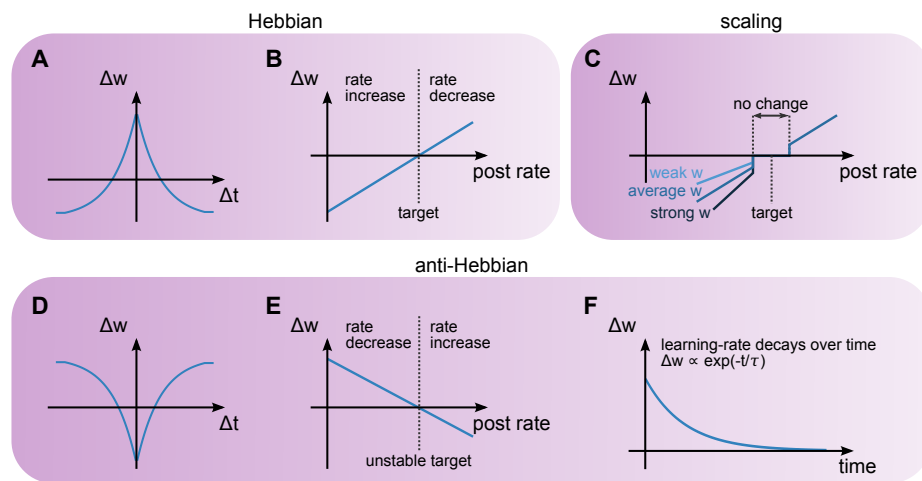 Hebbian
scaling
A
Δw
Δt
B
Δw
rate
increase
rate
decrease
post rate
target
C
Δw
no change
post rate
weak w
average w
strong w
target
anti-Hebbian
D
Δw
Δt
E
Δw
rate
decrease
rate
increase
post rate
unstable target
F
Δw
learning-rate decays over time
Δw ∝ exp(-t/τ)
time